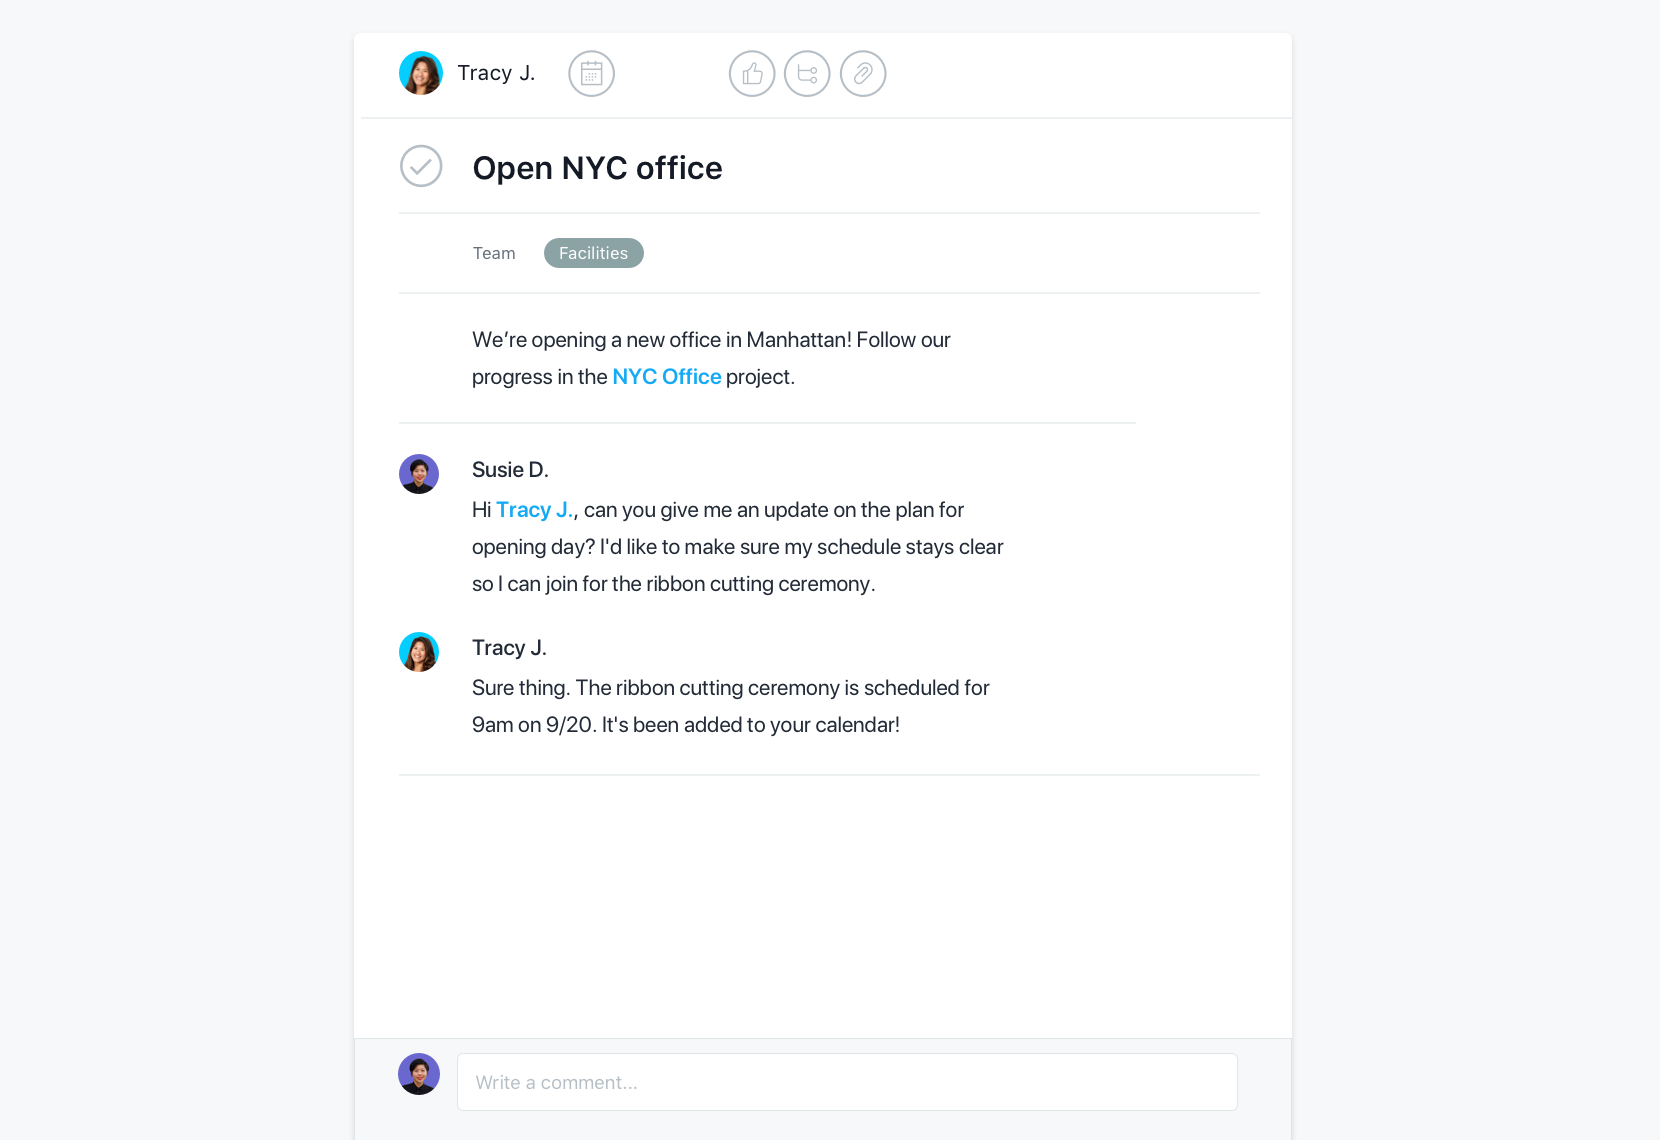 Tracy J.
Open NYC office
Team Facilities
We’re opening a new office in Manhattan! Follow our
progress in the NYC Office project.
Susie D.
Hi Tracy J., can you give me an update on the plan for
opening day? I'd like to make sure my schedule stays clear
so I can join for the ribbon cutting ceremony.
Tracy J.
Sure thing. The ribbon cutting ceremony is scheduled for
9am on 9/20. It's been added to your calendar!
Write a comment...